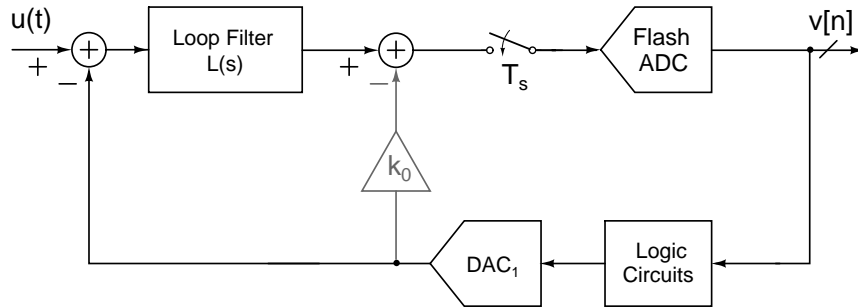 u(t)
+
+
−
Loop Filter
L(s)
+
+
−
T_s
Flash
ADC
v[n]
k_0
DAC_1
Logic
Circuits